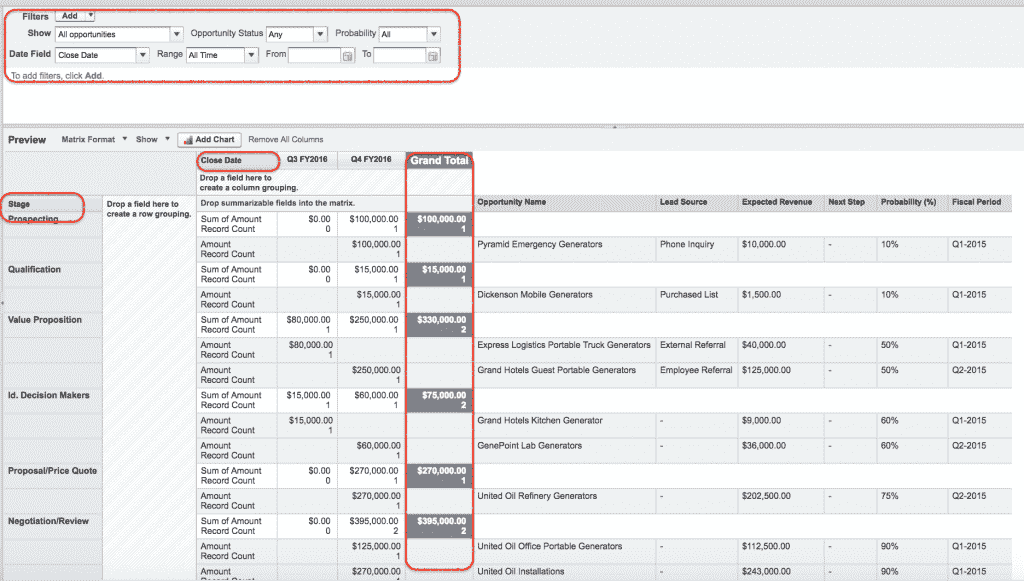 Filters Add
Show All opportunities Opportunity Status Any Probability All
Date Field Close Date Range All Time From To
To add filters, click Add.
Preview Matrix Format Show Add Chart Remove All Columns
Close Date Q3 FY2016 Q4 FY2016 Grand Total
Drop a field here to
create a column grouping.
Stage Drop a field here to
create a row grouping. Drop summarizable fields into the matrix. Opportunity Name Lead Source Expected Revenue Next Step Probability (%) Fiscal Period
Prospecting Sum of Amount $0.00 $100,000.00 $100,000.00
Record Count 0 1 1
Amount $100,000.00 Pyramid Emergency Generators Phone Inquiry $10,000.00 - 10% Q1-2015
Record Count 1
Qualification Sum of Amount $0.00 $15,000.00 $15,000.00
Record Count 0 1 1
Amount $15,000.00 Dickenson Mobile Generators Purchased List $1,500.00 - 10% Q1-2015
Record Count 1
Value Proposition Sum of Amount $80,000.00 $250,000.00 $330,000.00
Record Count 1 1 2
Amount $80,000.00 Express Logistics Portable Truck Generators External Referral $40,000.00 - 50% Q1-2015
Record Count 1
Amount $250,000.00 Grand Hotels Guest Portable Generators Employee Referral $125,000.00 - 50% Q2-2015
Record Count 1
Id. Decision Makers Sum of Amount $15,000.00 $60,000.00 $75,000.00
Record Count 1 1 2
Amount $15,000.00 Grand Hotels Kitchen Generator - $9,000.00 - 60% Q1-2015
Record Count 1
Amount $60,000.00 GenePoint Lab Generators - $36,000.00 - 60% Q2-2015
Record Count 1
Proposal/Price Quote Sum of Amount $0.00 $270,000.00 $270,000.00
Record Count 0 1 1
Amount $270,000.00 United Oil Refinery Generators - $202,500.00 - 75% Q2-2015
Record Count 1
Negotiation/Review Sum of Amount $0.00 $395,000.00 $395,000.00
Record Count 0 2 2
Amount $125,000.00 United Oil Office Portable Generators - $112,500.00 - 90% Q1-2015
Record Count 1
Amount $270,000.00 United Oil Installations - $243,000.00 - 90% Q1-2015